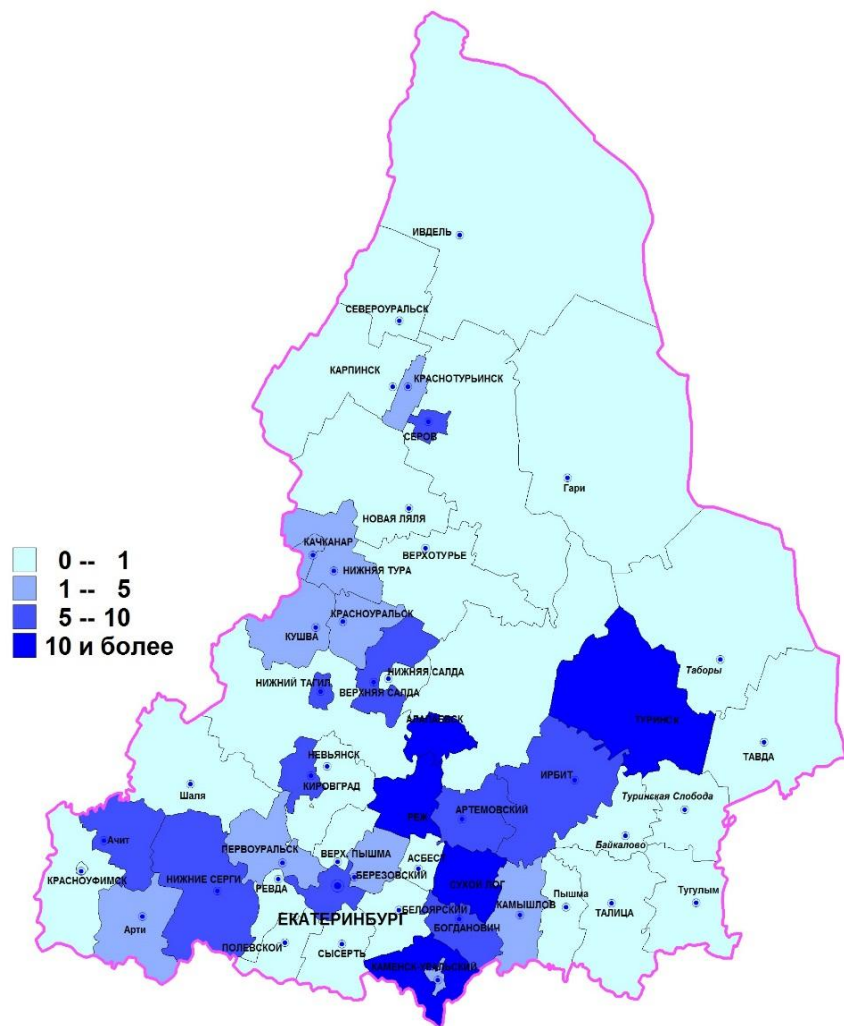 ИВДЕЛЬ
СЕВЕРОУРАЛЬСК
КАРПИНСК
КРАСНОТУРЬИНСК
СЕРОВ
Гари
НОВАЯ ЛЯЛЯ
КАЧКАНАР
ВЕРХОТУРЬЕ
НИЖНЯЯ ТУРА
0 -- 1
1 -- 5
5 -- 10
10 и более
КРАСНОУРАЛЬСК
КУШВА
НИЖНЯЯ САЛДА
Таборы
НИЖНИЙ ТАГИЛ
ВЕРХНЯЯ САЛДА
АЛАПАЕВСК
ТУРИНСК
НЕВЬЯНСК
ТАВДА
ИРБИТ
КИРОВГРАД
Шаля
Туринская Слобода
РЕЖ
АРТЕМОВСКИЙ
Ачит
Байкалово
ПЕРВОУРАЛЬСК
ВЕРХ. ПЫШМА
АСБЕСТ
КРАСНОУФИМСК
НИЖНИЕ СЕРГИ
РЕВДА
БЕРЕЗОВСКИЙ
СУХОЙ ЛОГ
Пышма
Тугулым
КАМЫШЛОВ
БЕЛОЯРСКИЙ
ТАЛИЦА
ЕКАТЕРИНБУРГ
Арти
БОГДАНОВИЧ
ПОЛЕВСКОЙ
СЫСЕРТЬ
КАМЕНСК-УРАЛЬСКИЙ